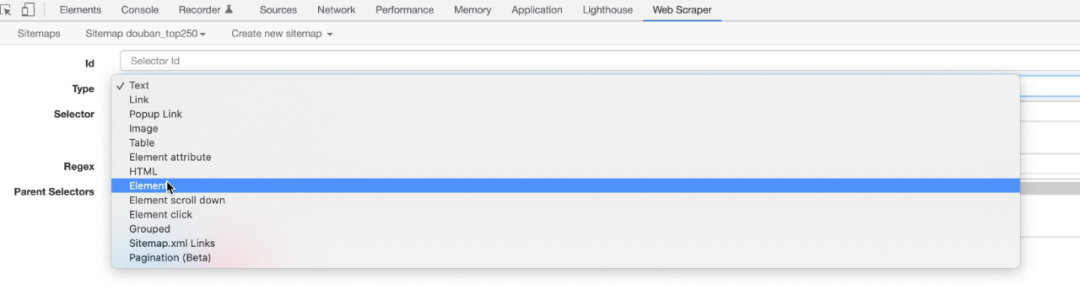 Elements Console Recorder Sources Network Performance Memory Application Lighthouse Web Scraper
Sitemaps Sitemap douban_top250 Create new sitemap
Id Selector Id
Type
Selector
Regex
Parent Selectors
✓ Text
Link
Popup Link
Image
Table
Element attribute
HTML
Element
Element scroll down
Element click
Grouped
Sitemap.xml Links
Pagination (Beta)